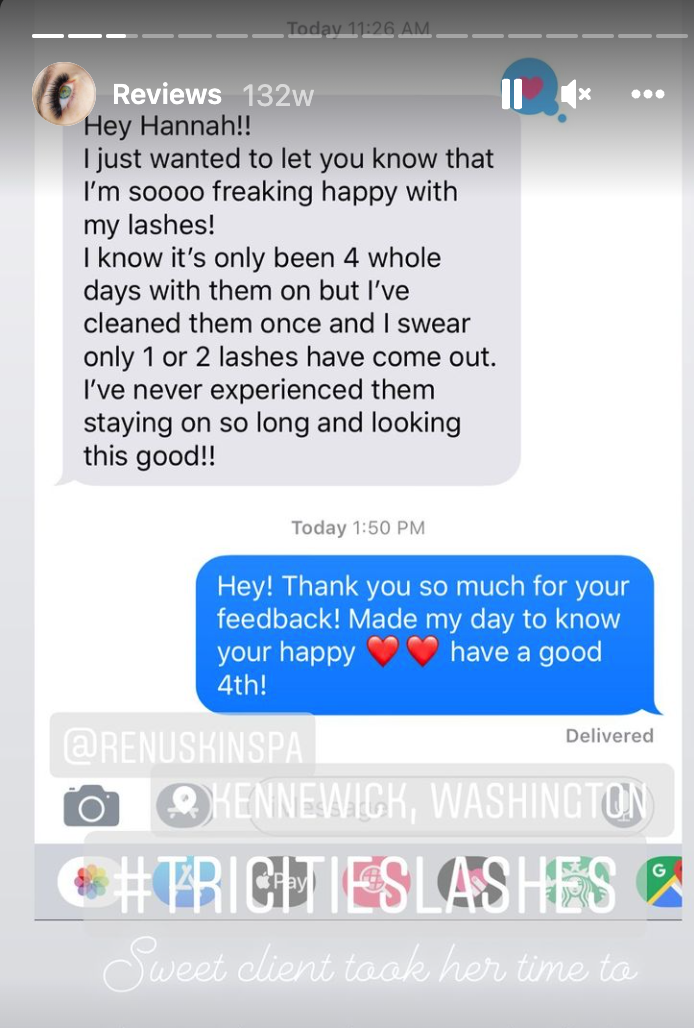 Today 11:26 AM
Reviews 132w
Hey Hannah!!
I just wanted to let you know that
I'm soooo freaking happy with
my lashes!
I know it's only been 4 whole
days with them on but I've
cleaned them once and I swear
only 1 or 2 lashes have come out.
I've never experienced them
staying on so long and looking
this good!!
Today 1:50 PM
Hey! Thank you so much for your
feedback! Made my day to know
your happy ❤️❤️ have a good
4th!
Delivered
@RENUSKINSPA
iMessage
KENNEWICK, WASHINGTON
Pay
G
#TRICITIESLASHES
Sweet client took her time to